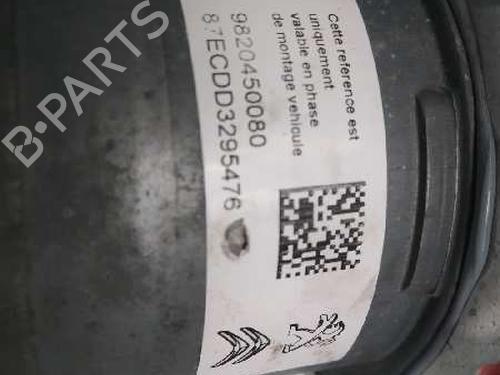 Cette reference est
uniquement
valable en phase
de montage vehicule
9820450080
87ECDD3295476
B-PARTS